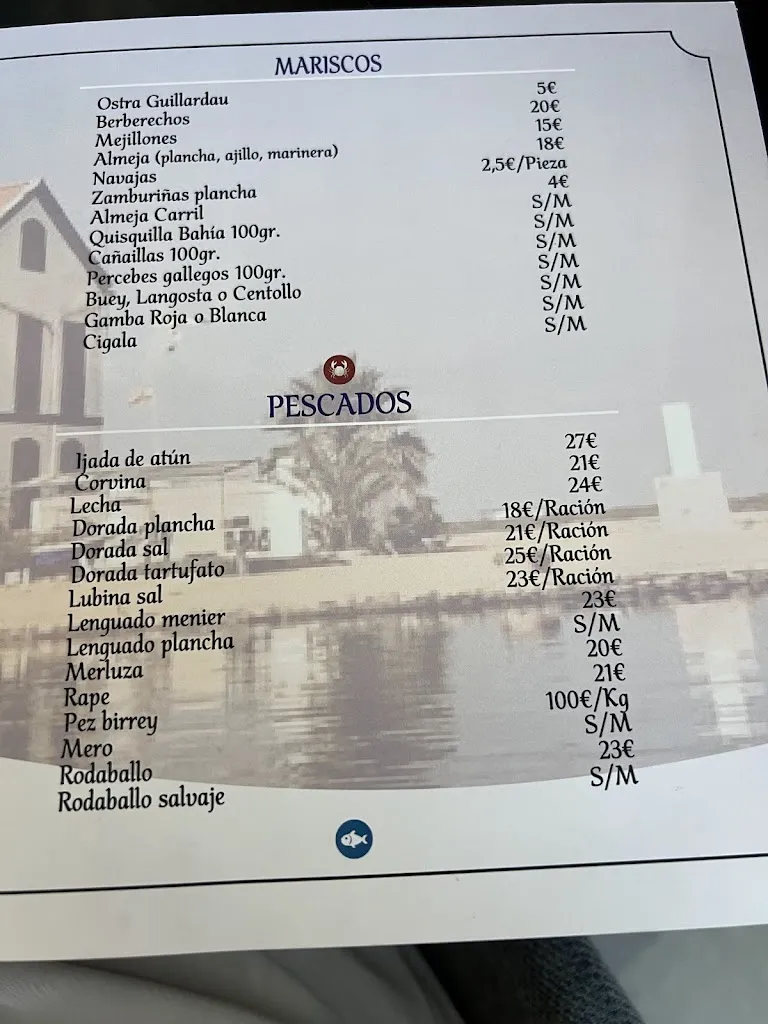 MARISCOS
Ostra Guillardau 5€
Berberechos 20€
Mejillones 15€
Almeja (plancha, ajillo, marinera) 18€
Navajas 2,5€/Pieza
Zamburiñas plancha 4€
Almeja Carril S/M
Quisquilla Bahía 100gr. S/M
Cañaillas 100gr. S/M
Percebes gallegos 100gr. S/M
Buey, Langosta o Centollo S/M
Gamba Roja o Blanca S/M
Cigala S/M
PESCADOS
Ijada de atún 27€
Corvina 21€
Lecha 24€
Dorada plancha 18€/Ración
Dorada sal 21€/Ración
Dorada tartufato 25€/Ración
Lubina sal 23€/Ración
Lenguado menier 23€
Lenguado plancha S/M
Merluza 20€
Rape 21€
Pez birrey 100€/Kg
Mero S/M
Rodaballo 23€
Rodaballo salvaje S/M